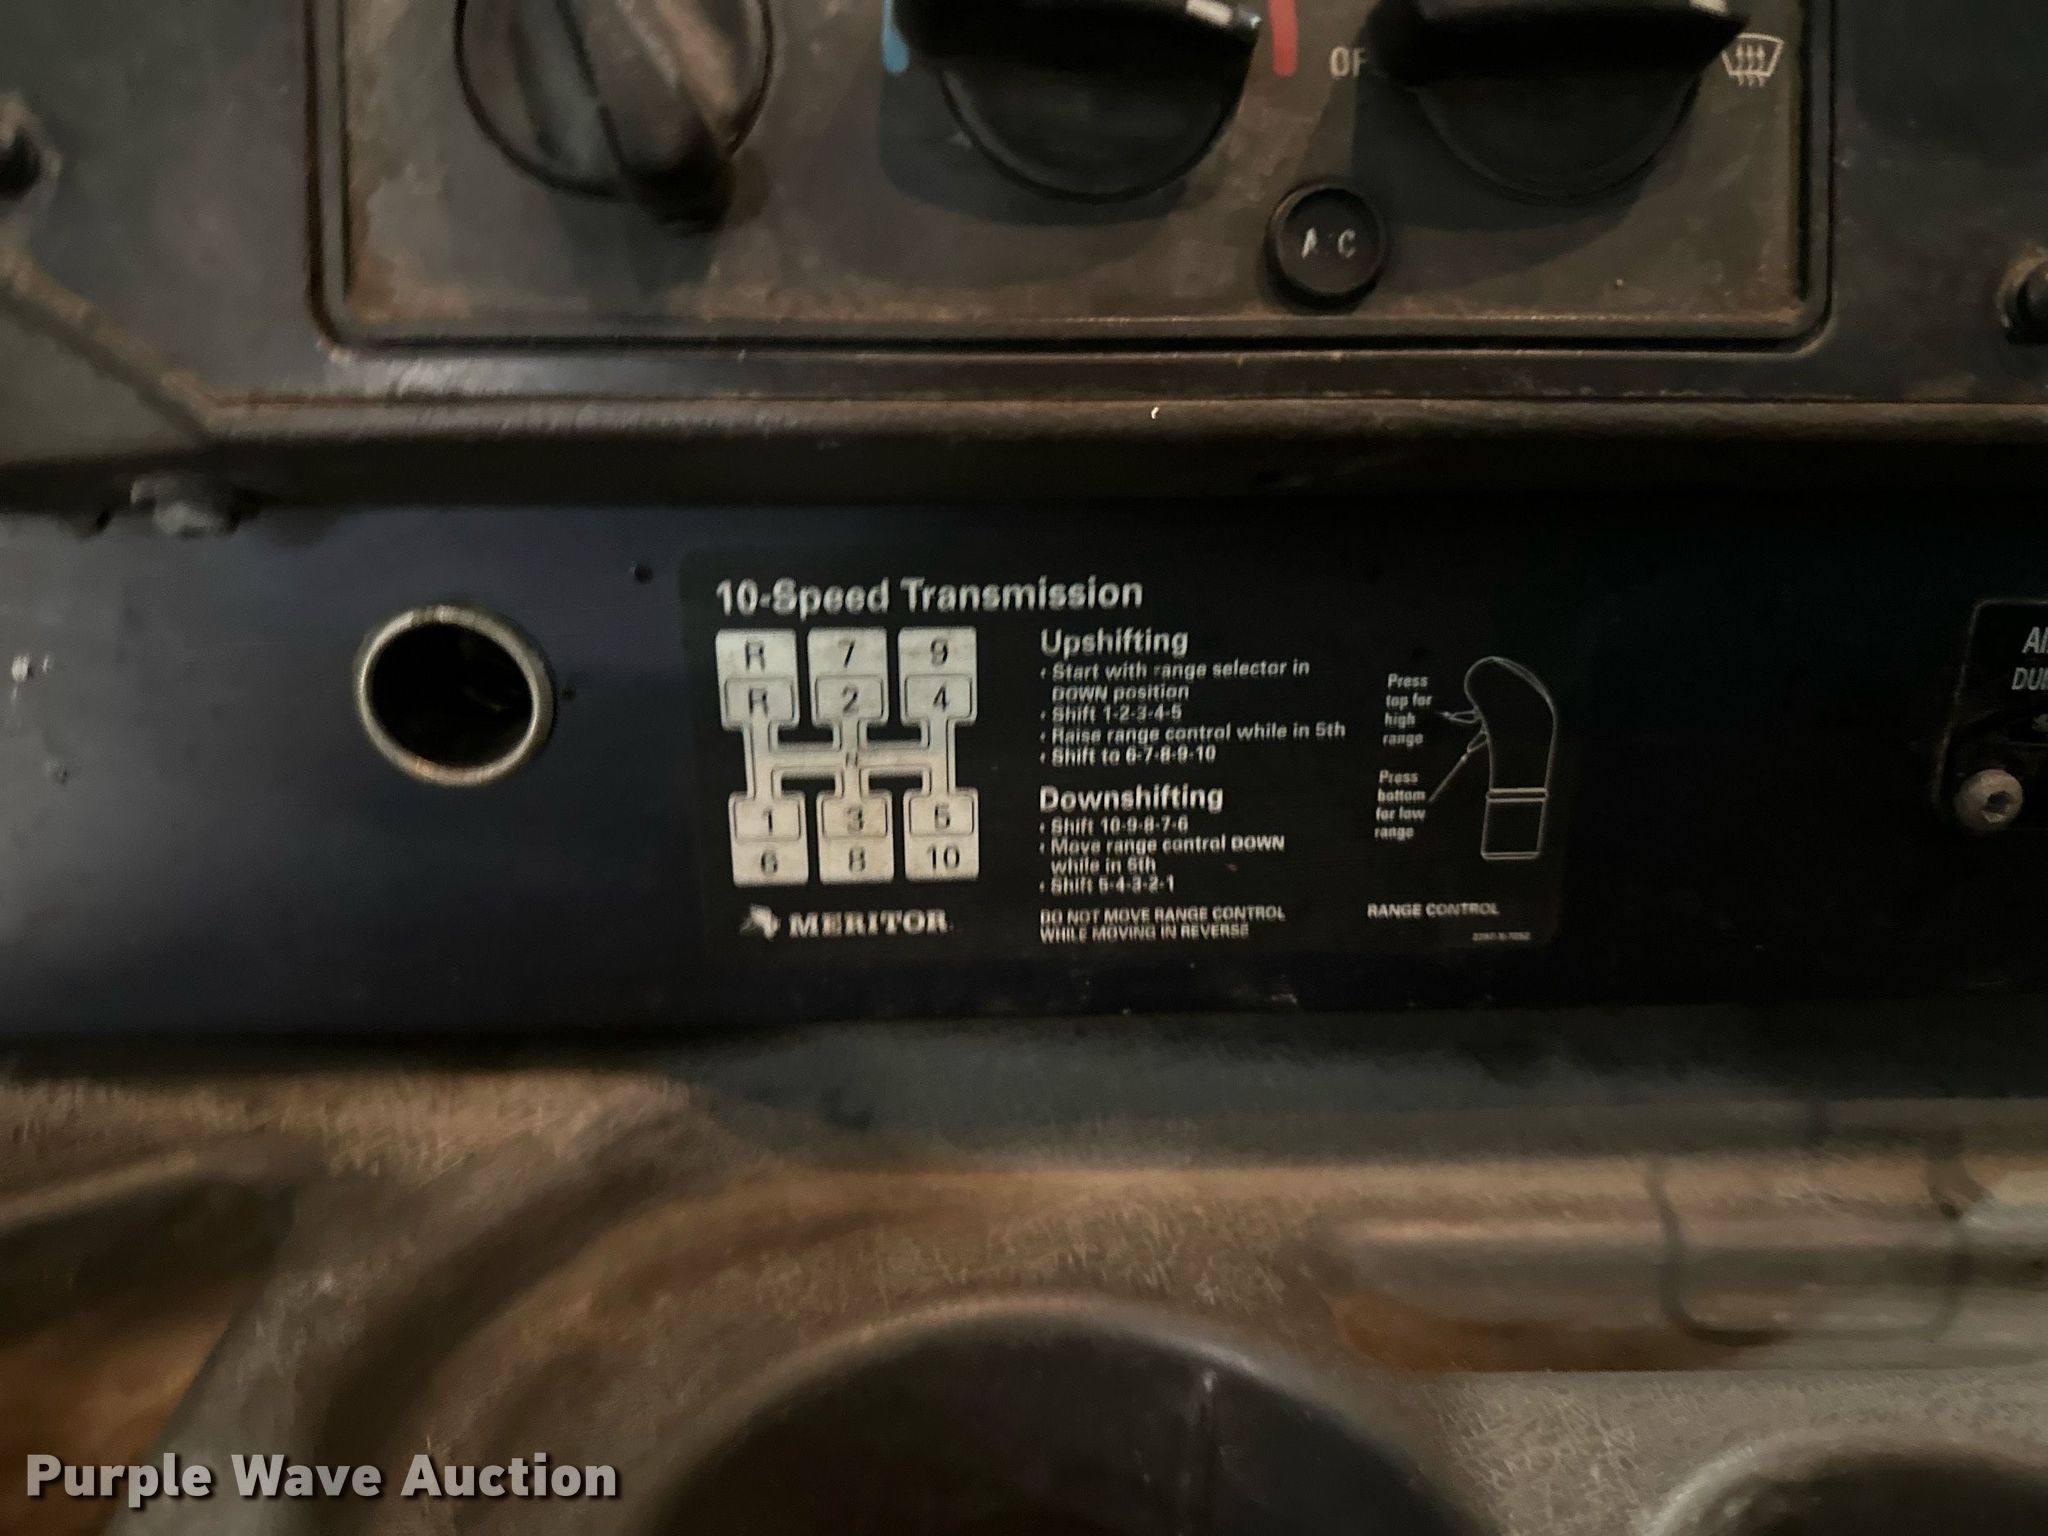 OF
A/C
10-Speed Transmission
R 7 9
R 2 4
N
1 3 5
6 8 10
MERITOR
Upshifting
• Start with range selector in
DOWN position
• Shift 1-2-3-4-5
• Raise range control while in 5th
• Shift to 6-7-8-9-10
Downshifting
• Shift 10-9-8-7-6
• Move range control DOWN
while in 6th
• Shift 5-4-3-2-1
DO NOT MOVE RANGE CONTROL
WHILE MOVING IN REVERSE
Press
top for
high
range
Press
bottom
for low
range
RANGE CONTROL
AI
DU
Purple Wave Auction